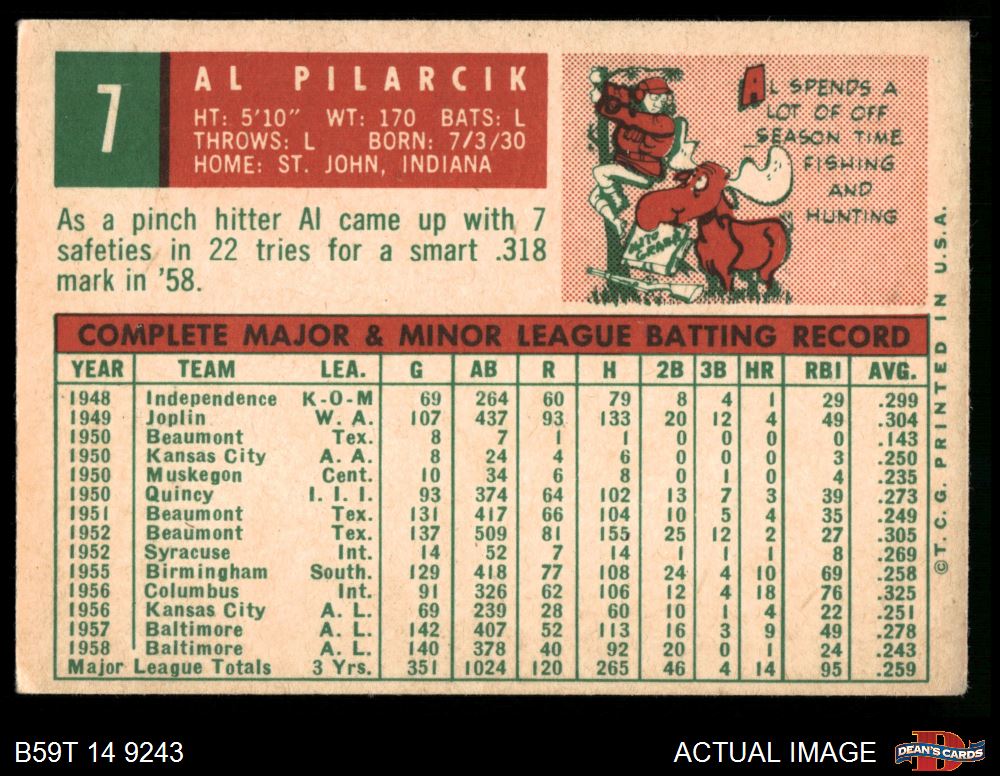 7
AL PILARCIK
HT: 5'10" WT: 170 BATS: L
THROWS: L BORN: 7/3/30
HOME: ST. JOHN, INDIANA
AL SPENDS A
LOT OF OFF
SEASON TIME
FISHING
AND
HUNTING
As a pinch hitter Al came up with 7
safeties in 22 tries for a smart .318
mark in '58.
COMPLETE MAJOR & MINOR LEAGUE BATTING RECORD
YEAR TEAM LEA. G AB R H 2B 3B HR RBI AVG.
1948 Independence K-O-M 69 264 60 79 8 4 1 29 .299
1949 Joplin W. A. 107 437 93 133 20 12 4 49 .304
1950 Beaumont Tex. 8 7 1 1 0 0 0 0 .143
1950 Kansas City A. A. 8 24 4 6 0 0 0 3 .250
1950 Muskegon Cent. 10 34 6 8 0 1 0 4 .235
1950 Quincy I. I. I. 93 374 64 102 13 7 3 39 .273
1951 Beaumont Tex. 131 417 66 104 10 5 4 35 .249
1952 Beaumont Tex. 137 509 81 155 25 12 2 27 .305
1952 Syracuse Int. 14 52 7 14 1 1 1 8 .269
1955 Birmingham South. 129 418 77 108 24 4 10 69 .258
1956 Columbus Int. 91 326 62 106 12 4 18 76 .325
1956 Kansas City A. L. 69 239 28 60 10 1 4 22 .251
1957 Baltimore A. L. 142 407 52 113 16 3 9 49 .278
1958 Baltimore A. L. 140 378 40 92 20 0 1 24 .243
Major League Totals 3 Yrs. 351 1024 120 265 46 4 14 95 .259
©T. C. G. PRINTED IN U.S.A.
B59T 14 9243
ACTUAL IMAGE
DEAN'S CARDS